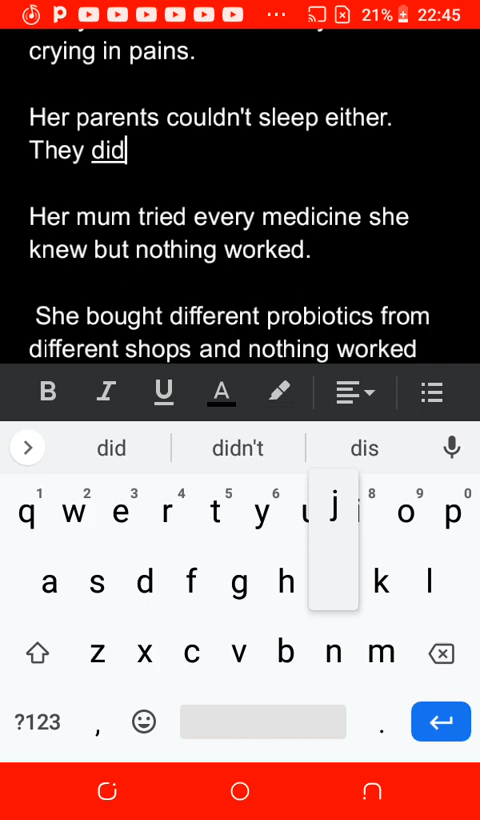 21% 22:45
crying in pains.
Her parents couldn't sleep either.
They did
Her mum tried every medicine she
knew but nothing worked.
She bought different probiotics from
different shops and nothing worked
B I U A
did didn't dis
1 2 3 4 5 6 8 9 0
q w e r t y u i o p
j
a s d f g h k l
z x c v b n m
?123 , .